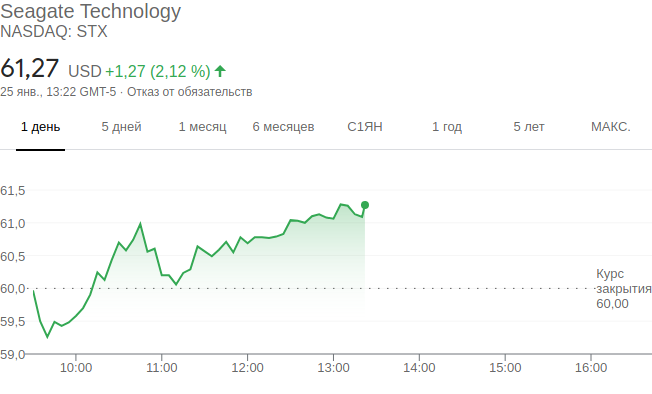 Seagate Technology
NASDAQ: STX
61,27 USD +1,27 (2,12 %)
25 янв., 13:22 GMT-5 · Отказ от обязательств
1 день 5 дней 1 месяц 6 месяцев С1ЯН 1 год 5 лет МАКС.
61,5
61,0
60,5
60,0
59,5
59,0
Курс
закрытия
60,00
10:00 11:00 12:00 13:00 14:00 15:00 16:00